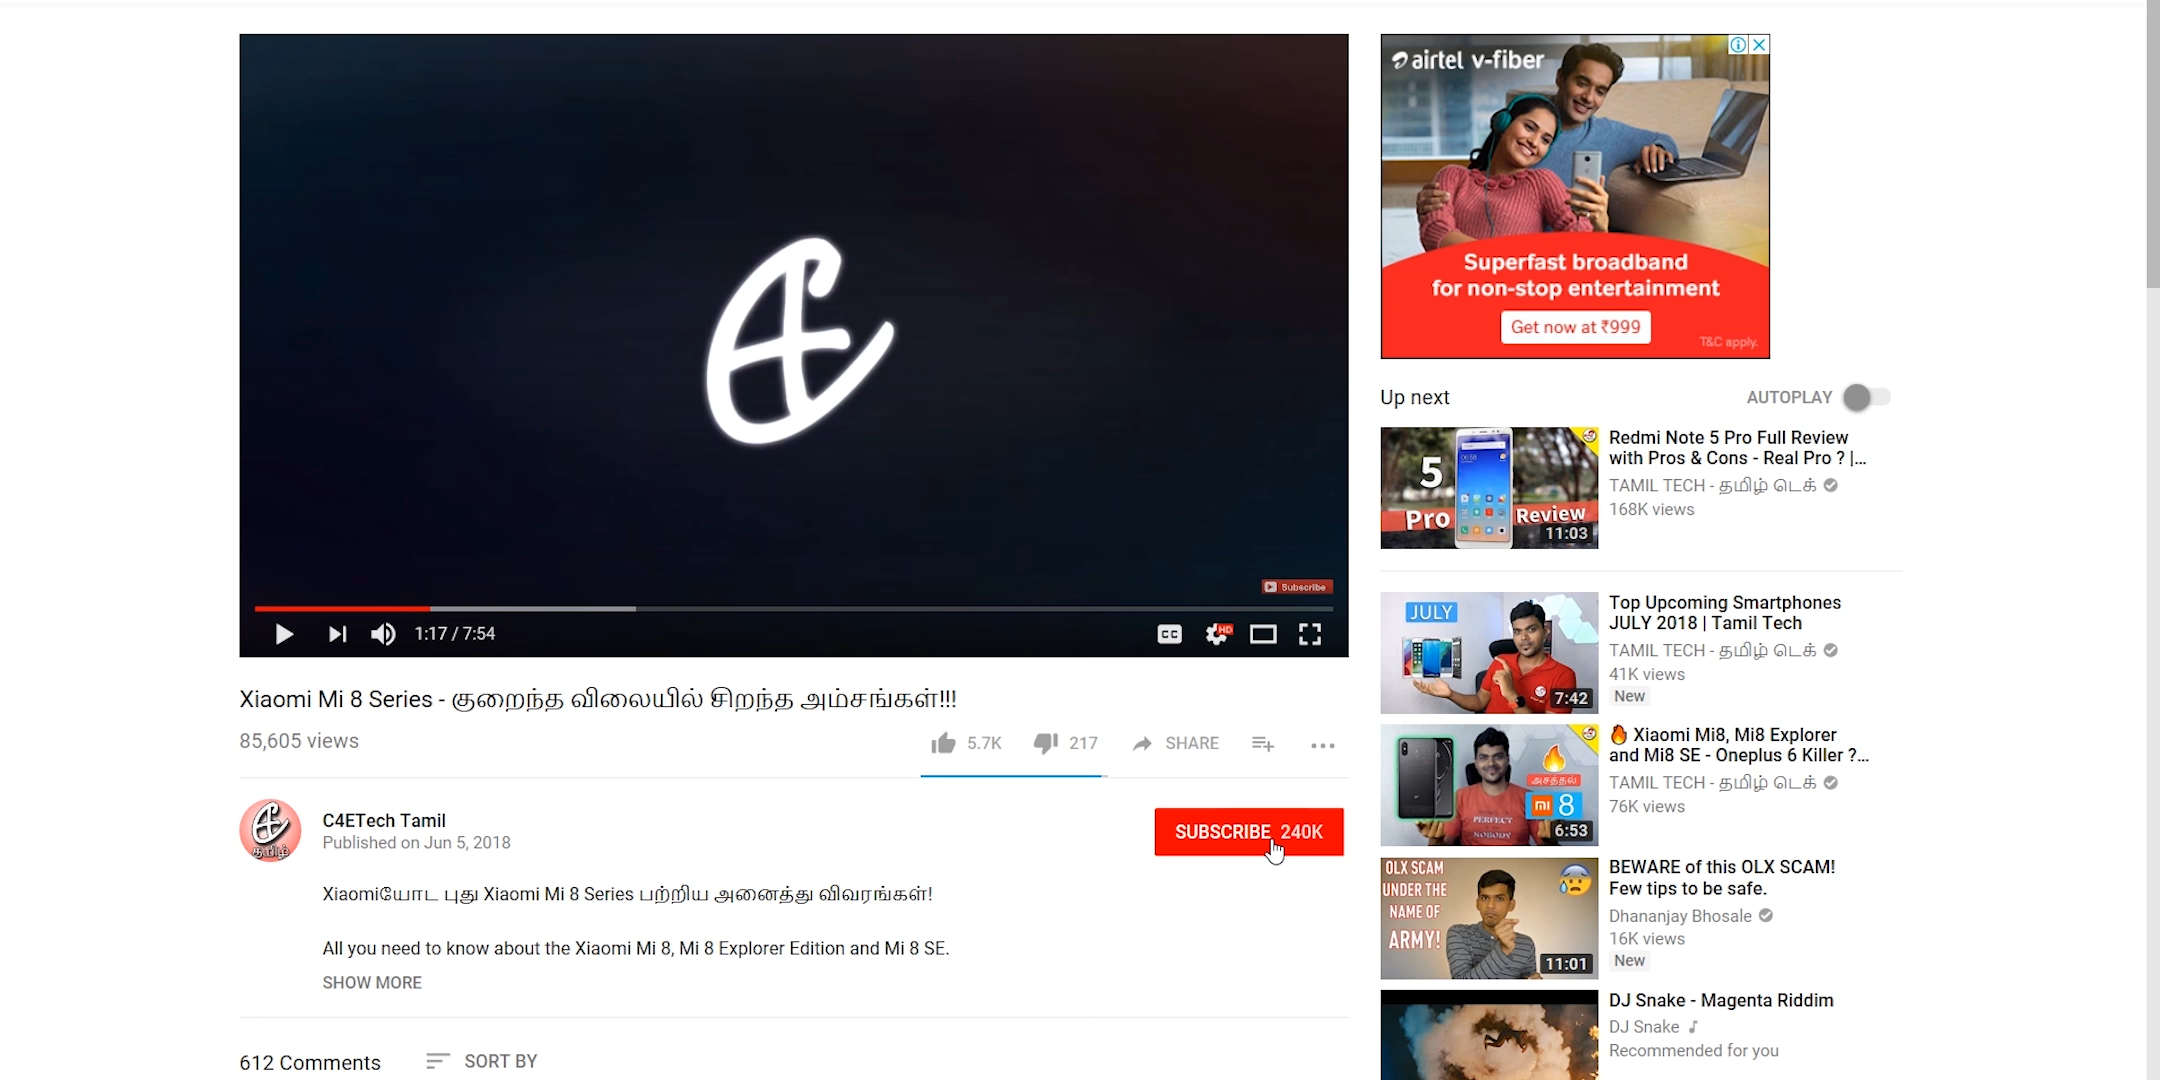 Subscribe
1:17 / 7:54
CC
HD
Xiaomi Mi 8 Series - குறைந்த விலையில் சிறந்த அம்சங்கள்!!!
85,605 views
5.7K
217
SHARE
C4ETech Tamil
Published on Jun 5, 2018
SUBSCRIBE 240K
தமிழ்
Xiaomiயோட புது Xiaomi Mi 8 Series பற்றிய அனைத்து விவரங்கள்!
All you need to know about the Xiaomi Mi 8, Mi 8 Explorer Edition and Mi 8 SE.
SHOW MORE
612 Comments
SORT BY
airtel v-fiber
Superfast broadband
for non-stop entertainment
Get now at ₹999
T&C apply.
Up next
AUTOPLAY
5
Pro Review
11:03
Redmi Note 5 Pro Full Review
with Pros & Cons - Real Pro ? |...
TAMIL TECH - தமிழ் டெக்
168K views
JULY
7:42
Top Upcoming Smartphones
JULY 2018 | Tamil Tech
TAMIL TECH - தமிழ் டெக்
41K views
New
அசத்தல்
mi 8
PERFECT
NOBODY
6:53
🔥 Xiaomi Mi8, Mi8 Explorer
and Mi8 SE - Oneplus 6 Killer ?...
TAMIL TECH - தமிழ் டெக்
76K views
OLX SCAM
UNDER THE
NAME OF
ARMY!
11:01
BEWARE of this OLX SCAM!
Few tips to be safe.
Dhananjay Bhosale
16K views
New
DJ Snake - Magenta Riddim
DJ Snake
Recommended for you